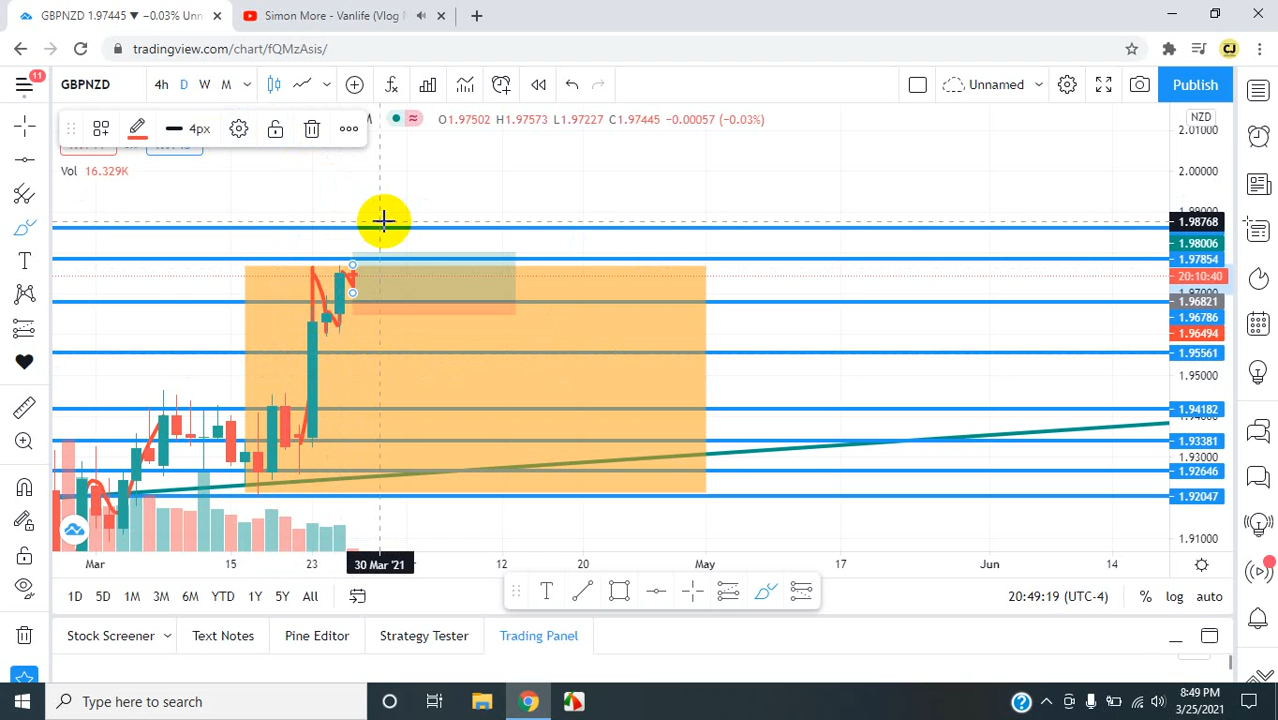 GBPNZD 1.97445 ▼ −0.03% Unn
Simon More - Vanlife (Vlog
tradingview.com/chart/fQMzAsis/
CJ
11
GBPNZD
4h D W M
Unnamed
Publish
4px
M
O1.97502 H1.97573 L1.97227 C1.97445 −0.00057 (−0.03%)
NZD
Vol 16.329K
2.01000
2.00000
1.98768
1.98006
1.97854
20:10:40
1.96821
1.96786
1.96494
1.95561
1.95000
1.94182
1.93381
1.93000
1.92646
1.92047
1.91000
Mar 15 23 30 Mar '21 12 20 May 17 Jun 14
1D 5D 1M 3M 6M YTD 1Y 5Y All
20:49:19 (UTC-4) % log auto
Stock Screener Text Notes Pine Editor Strategy Tester Trading Panel
Type here to search
8:49 PM
3/25/2021